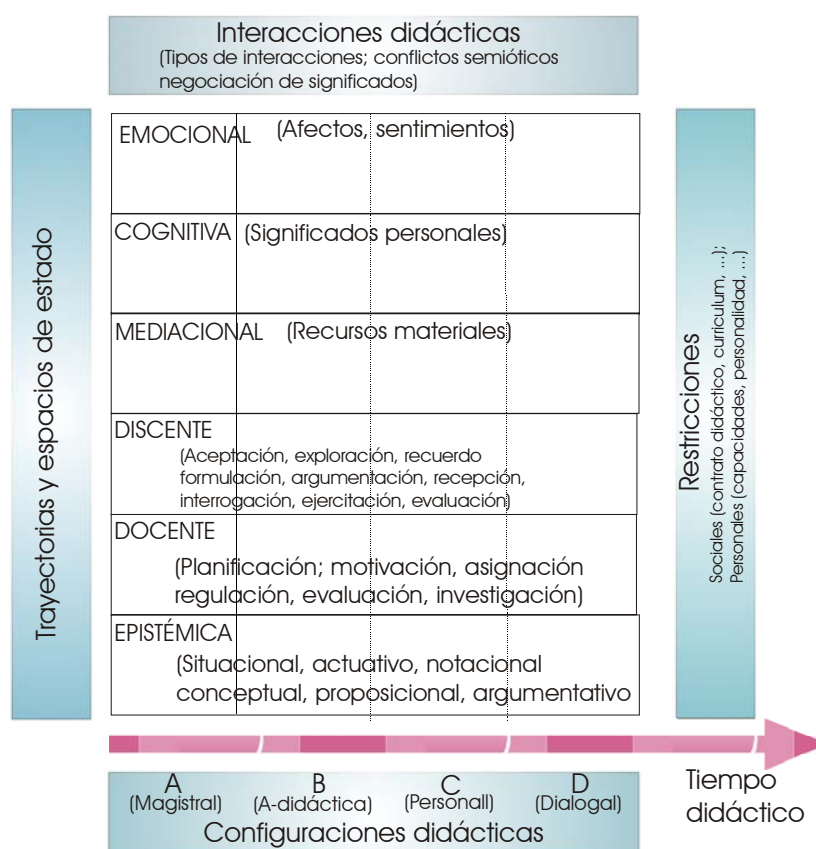 Interacciones didácticas
(Tipos de interacciones; conflictos semióticos
negociación de significados)
Trayectorias y espacios de estado
EMOCIONAL (Afectos, sentimientos)
COGNITIVA (Significados personales)
MEDIACIONAL (Recursos materiales)
DISCENTE
(Aceptación, exploración, recuerdo
formulación, argumentación, recepción,
interrogación, ejercitación, evaluación)
DOCENTE
(Planificación; motivación, asignación
regulación, evaluación, investigación)
EPISTÉMICA
(Situacional, actuativo, notacional
conceptual, proposicional, argumentativo
Restricciones
Sociales (contrato didáctico, curriculum, ...);
Personales (capacidades, personalidad, ...)
A B C D
(Magistral) (A-didáctica) (Personall) (Dialogal)
Configuraciones didácticas
Tiempo
didáctico